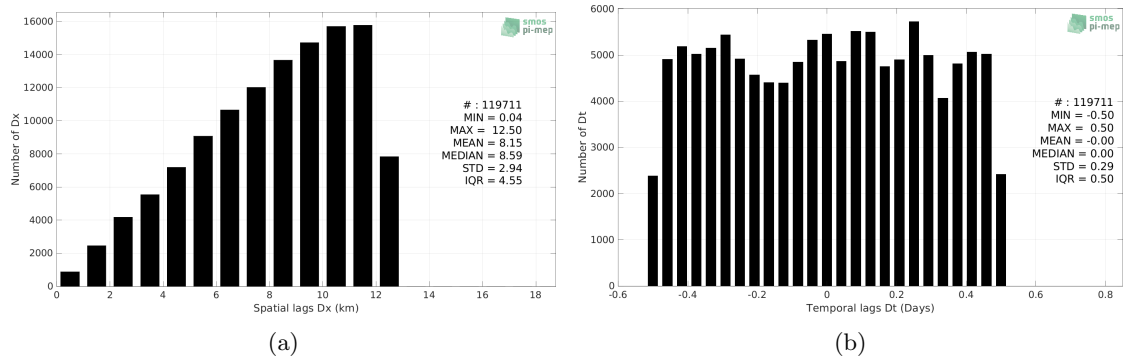 16000
14000
12000
10000
8000
6000
4000
2000
0
Number of Dx
0 2 4 6 8 10 12 14 16 18
Spatial lags Dx (km)
smos
pi-mep
# : 119711
MIN = 0.04
MAX = 12.50
MEAN = 8.15
MEDIAN = 8.59
STD = 2.94
IQR = 4.55
(a)
6000
5000
4000
3000
2000
1000
0
Number of Dt
-0.6 -0.4 -0.2 0 0.2 0.4 0.6 0.8
Temporal lags Dt (Days)
smos
pi-mep
# : 119711
MIN = -0.50
MAX = 0.50
MEAN = -0.00
MEDIAN = 0.00
STD = 0.29
IQR = 0.50
(b)